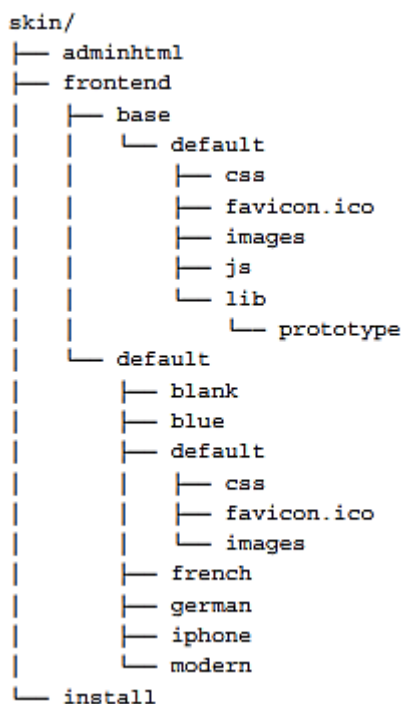 skin/
├── adminhtml
├── frontend
│   ├── base
│   │   └── default
│   │       ├── css
│   │       ├── favicon.ico
│   │       ├── images
│   │       ├── js
│   │       └── lib
│   │           └── prototype
│   └── default
│       ├── blank
│       ├── blue
│       ├── default
│       │   ├── css
│       │   ├── favicon.ico
│       │   └── images
│       ├── french
│       ├── german
│       ├── iphone
│       └── modern
└── install